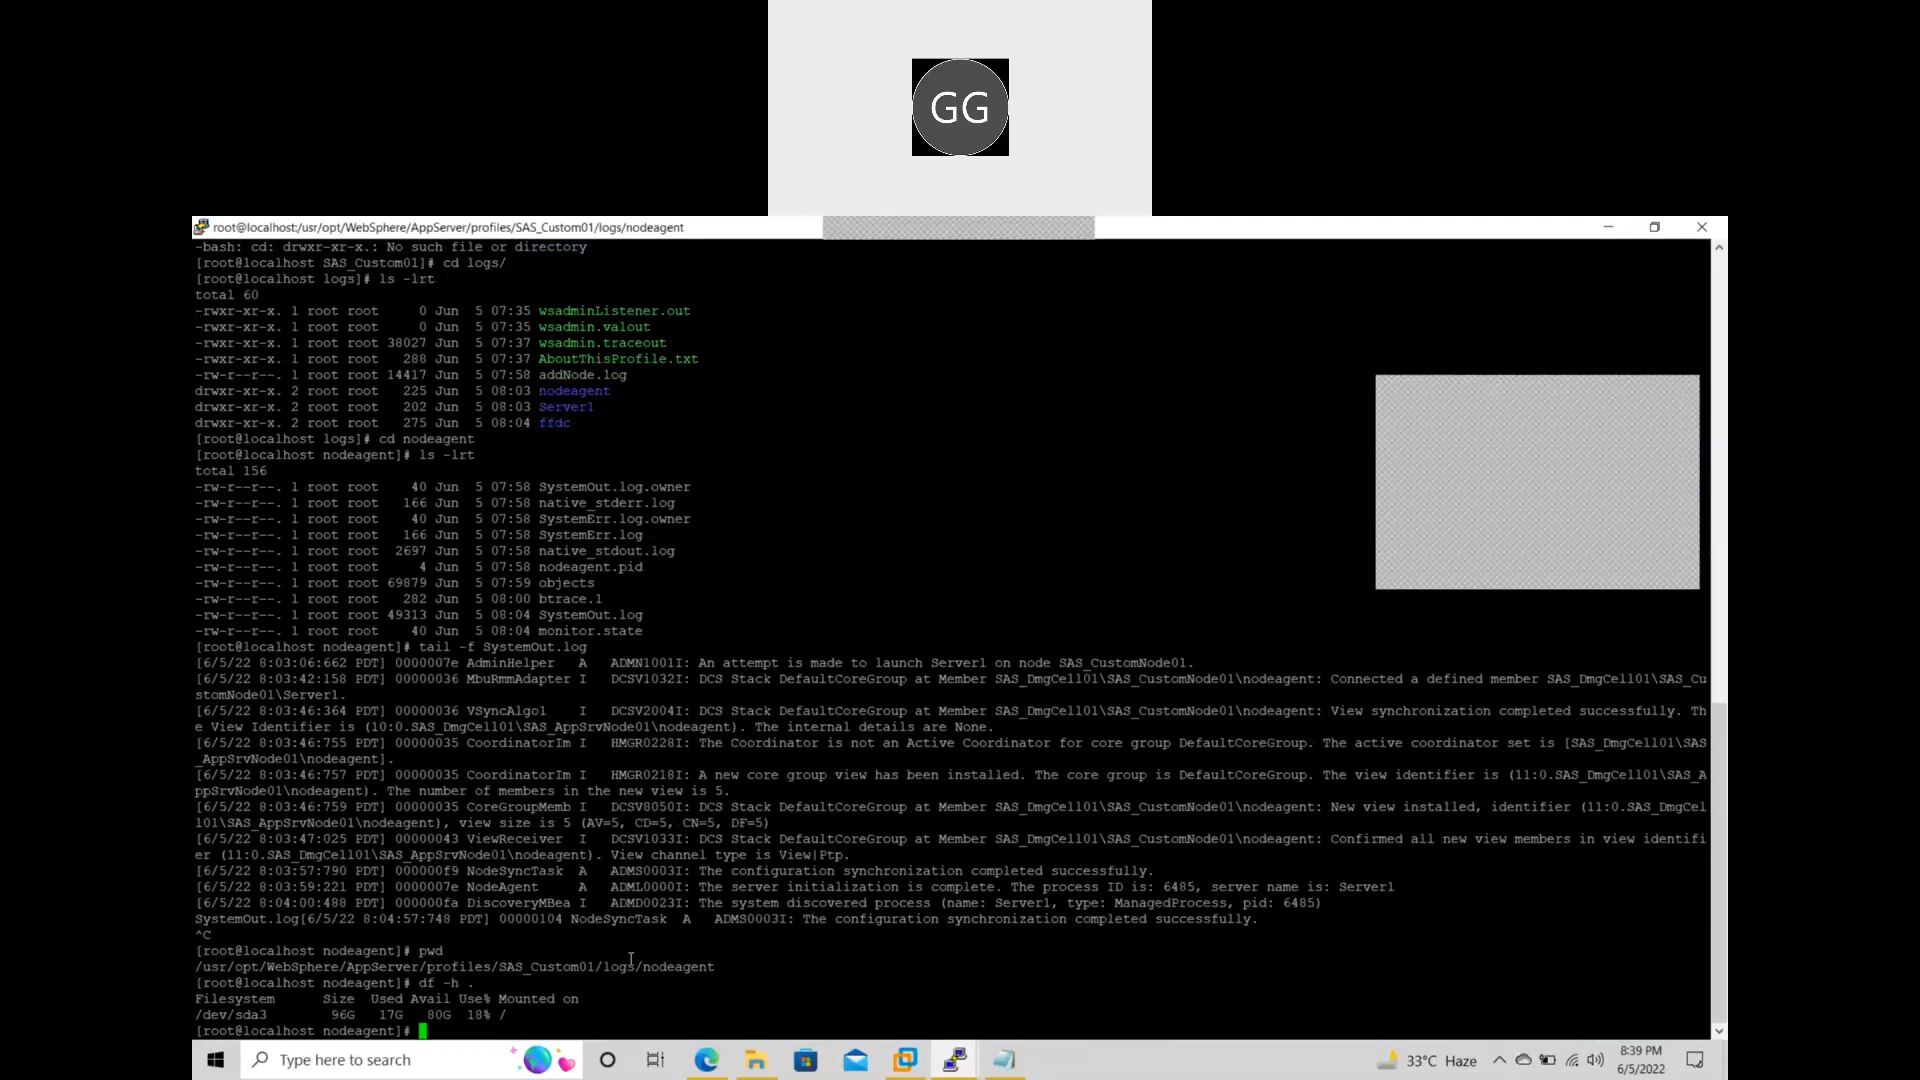 GG
root@localhost:/usr/opt/WebSphere/AppServer/profiles/SAS_Custom01/logs/nodeagent
-bash: cd: drwxr-xr-x.: No such file or directory
[root@localhost SAS_Custom01]# cd logs/
[root@localhost logs]# ls -lrt
total 60
-rwxr-xr-x. 1 root root     0 Jun  5 07:35 wsadminListener.out
-rwxr-xr-x. 1 root root     0 Jun  5 07:35 wsadmin.valout
-rwxr-xr-x. 1 root root 38027 Jun  5 07:37 wsadmin.traceout
-rwxr-xr-x. 1 root root   288 Jun  5 07:37 AboutThisProfile.txt
-rw-r--r--. 1 root root 14417 Jun  5 07:58 addNode.log
drwxr-xr-x. 2 root root   225 Jun  5 08:03 nodeagent
drwxr-xr-x. 2 root root   202 Jun  5 08:03 Server1
drwxr-xr-x. 2 root root   275 Jun  5 08:04 ffdc
[root@localhost logs]# cd nodeagent
[root@localhost nodeagent]# ls -lrt
total 156
-rw-r--r--. 1 root root    40 Jun  5 07:58 SystemOut.log.owner
-rw-r--r--. 1 root root   166 Jun  5 07:58 native_stderr.log
-rw-r--r--. 1 root root    40 Jun  5 07:58 SystemErr.log.owner
-rw-r--r--. 1 root root   166 Jun  5 07:58 SystemErr.log
-rw-r--r--. 1 root root  2697 Jun  5 07:58 native_stdout.log
-rw-r--r--. 1 root root     4 Jun  5 07:58 nodeagent.pid
-rw-r--r--. 1 root root 69879 Jun  5 07:59 objects
-rw-r--r--. 1 root root   282 Jun  5 08:00 btrace.1
-rw-r--r--. 1 root root 49313 Jun  5 08:04 SystemOut.log
-rw-r--r--. 1 root root    40 Jun  5 08:04 monitor.state
[root@localhost nodeagent]# tail -f SystemOut.log
[6/5/22 8:03:06:662 PDT] 0000007e AdminHelper   A   ADMN1001I: An attempt is made to launch Server1 on node SAS_CustomNode01.
[6/5/22 8:03:42:158 PDT] 00000036 MbuRmmAdapter I   DCSV1032I: DCS Stack DefaultCoreGroup at Member SAS_DmgCell01\SAS_CustomNode01\nodeagent: Connected a defined member SAS_DmgCell01\SAS_Cu
stomNode01\Server1.
[6/5/22 8:03:46:364 PDT] 00000036 VSyncAlgo1    I   DCSV2004I: DCS Stack DefaultCoreGroup at Member SAS_DmgCell01\SAS_CustomNode01\nodeagent: View synchronization completed successfully. Th
e View Identifier is (10:0.SAS_DmgCell01\SAS_AppSrvNode01\nodeagent). The internal details are None.
[6/5/22 8:03:46:755 PDT] 00000035 CoordinatorIm I   HMGR0228I: The Coordinator is not an Active Coordinator for core group DefaultCoreGroup. The active coordinator set is [SAS_DmgCell01\SAS
_AppSrvNode01\nodeagent].
[6/5/22 8:03:46:757 PDT] 00000035 CoordinatorIm I   HMGR0218I: A new core group view has been installed. The core group is DefaultCoreGroup. The view identifier is (11:0.SAS_DmgCell01\SAS_A
ppSrvNode01\nodeagent). The number of members in the new view is 5.
[6/5/22 8:03:46:759 PDT] 00000035 CoreGroupMemb I   DCSV8050I: DCS Stack DefaultCoreGroup at Member SAS_DmgCell01\SAS_CustomNode01\nodeagent: New view installed, identifier (11:0.SAS_DmgCel
l01\SAS_AppSrvNode01\nodeagent), view size is 5 (AV=5, CD=5, CN=5, DF=5)
[6/5/22 8:03:47:025 PDT] 00000043 ViewReceiver  I   DCSV1033I: DCS Stack DefaultCoreGroup at Member SAS_DmgCell01\SAS_CustomNode01\nodeagent: Confirmed all new view members in view identifi
er (11:0.SAS_DmgCell01\SAS_AppSrvNode01\nodeagent). View channel type is View|Ptp.
[6/5/22 8:03:57:790 PDT] 000000f9 NodeSyncTask  A   ADMS0003I: The configuration synchronization completed successfully.
[6/5/22 8:03:59:221 PDT] 0000007e NodeAgent     A   ADML0000I: The server initialization is complete. The process ID is: 6485, server name is: Server1
[6/5/22 8:04:00:488 PDT] 000000fa DiscoveryMBea I   ADMD0023I: The system discovered process (name: Server1, type: ManagedProcess, pid: 6485)
SystemOut.log[6/5/22 8:04:57:748 PDT] 00000104 NodeSyncTask  A   ADMS0003I: The configuration synchronization completed successfully.
^C
[root@localhost nodeagent]# pwd
/usr/opt/WebSphere/AppServer/profiles/SAS_Custom01/logs/nodeagent
[root@localhost nodeagent]# df -h .
Filesystem      Size  Used Avail Use% Mounted on
/dev/sda3        96G   17G   80G  18% /
[root@localhost nodeagent]#
Type here to search
33°C Haze
8:39 PM
6/5/2022